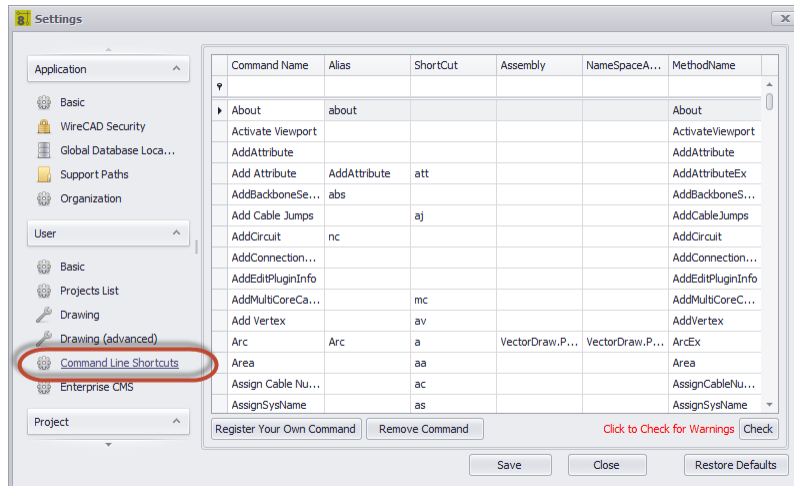 8 Settings
Application
Basic
WireCAD Security
Global Database Loca...
Support Paths
Organization
User
Basic
Projects List
Drawing
Drawing (advanced)
Command Line Shortcuts
Enterprise CMS
Project
Command Name Alias ShortCut Assembly NameSpaceA... MethodName
About about About
Activate Viewport ActivateViewport
AddAttribute AddAttribute
Add Attribute AddAttribute att AddAttributeEx
AddBackboneSe... abs AddBackboneS...
Add Cable Jumps aj AddCableJumps
AddCircuit nc AddCircuit
AddConnection... AddConnection...
AddEditPluginInfo AddEditPluginInfo
AddMultiCoreCa... mc AddMultiCoreC...
Add Vertex av AddVertex
Arc Arc a VectorDraw.P... VectorDraw.P... ArcEx
Area aa Area
Assign Cable Nu... ac AssignCableNu...
AssignSysName as AssignSysName
Register Your Own Command Remove Command Click to Check for Warnings Check
Save Close Restore Defaults